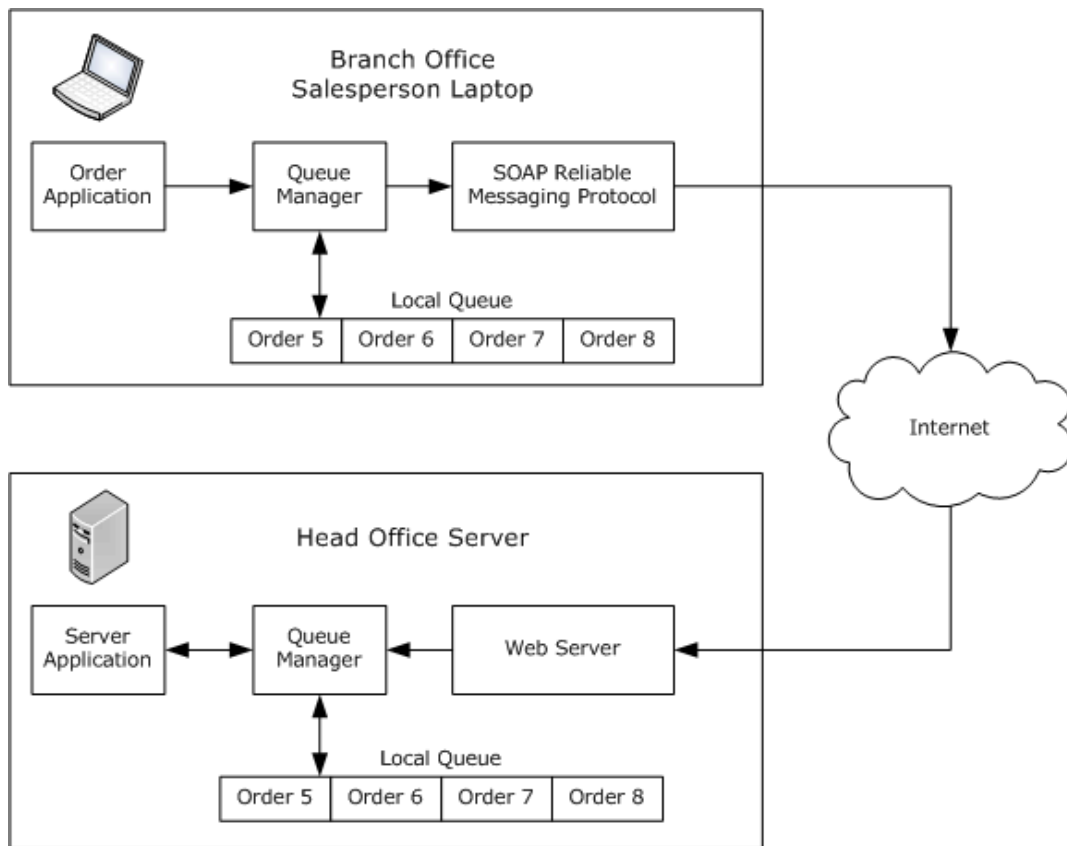 Branch Office
Salesperson Laptop
Order
Application
Queue
Manager
SOAP Reliable
Messaging Protocol
Local Queue
Order 5
Order 6
Order 7
Order 8
Internet
Head Office Server
Server
Application
Queue
Manager
Web Server
Local Queue
Order 5
Order 6
Order 7
Order 8